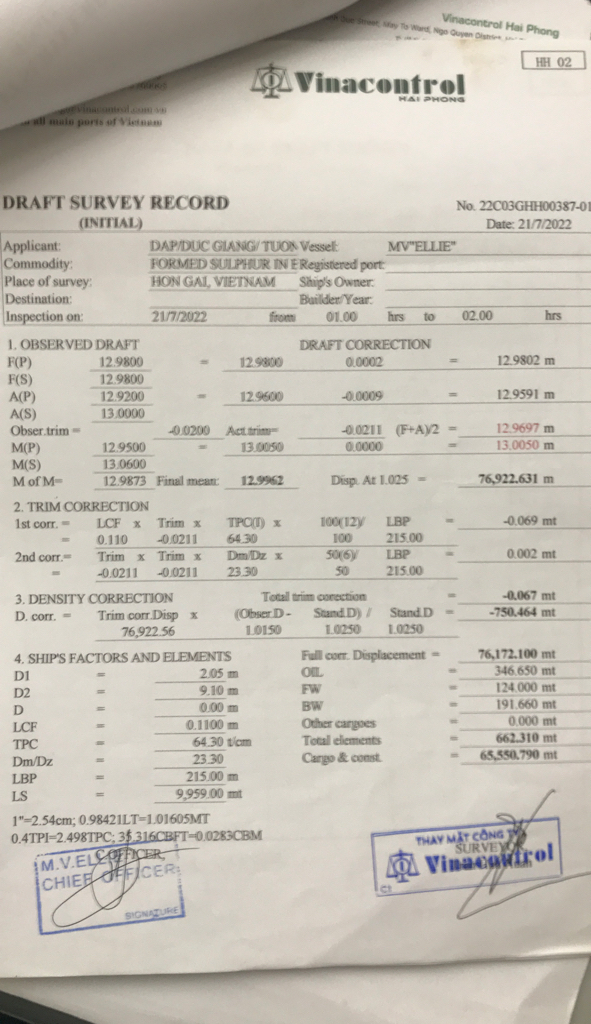 Vinacontrol Hai Phong
Street, May To Ward, Ngo Quyen District,
HH 02
Vinacontrol
HAI PHONG
all main ports of Vietnam
DRAFT SURVEY RECORD
(INITIAL)
No. 22C03GHH00387-01
Date: 21/7/2022
Applicant: DAP/DUC GIANG/ TUON Vessel: MV"ELLIE"
Commodity: FORMED SULPHUR IN E Registered port:
Place of survey: HON GAI, VIETNAM Ship's Owner:
Destination: Builder/Year:
Inspection on: 21/7/2022 from 01.00 hrs to 02.00 hrs
1. OBSERVED DRAFT DRAFT CORRECTION
F(P) 12.9800 = 12.9800 0.0002 = 12.9802 m
F(S) 12.9800
A(P) 12.9200 = 12.9600 -0.0009 = 12.9591 m
A(S) 13.0000
Obser.trim = -0.0200 Act.trim= -0.0211 (F+A)/2 = 12.9697 m
M(P) 12.9500 = 13.0050 0.0000 = 13.0050 m
M(S) 13.0600
M of M= 12.9873 Final mean: 12.9962 Disp. At 1.025 = 76,922.631 m
2. TRIM CORRECTION
1st corr. = LCF x Trim x TPC(I) x 100(12)/ LBP = -0.069 mt
= 0.110 -0.0211 64.30 100 215.00
2nd corr.= Trim x Trim x Dm/Dz x 50(6)/ LBP = 0.002 mt
= -0.0211 -0.0211 23.30 50 215.00
3. DENSITY CORRECTION Total trim corection = -0.067 mt
D. corr. = Trim corr.Disp x (Obser.D - Stand.D) / Stand.D = -750.464 mt
76,922.56 1.0150 1.0250 1.0250
4. SHIP'S FACTORS AND ELEMENTS Full corr. Displacement = 76,172.100 mt
D1 = 2.05 m OIL = 346.650 mt
D2 = 9.10 m FW = 124.000 mt
D = 0.00 m BW = 191.660 mt
LCF = 0.1100 m Other cargoes = 0.000 mt
TPC = 64.30 t/cm Total elements = 662.310 mt
Dm/Dz = 23.30 Cargo & const. = 65,550.790 mt
LBP = 215.00 m
LS = 9,959.00 mt
1"=2.54cm; 0.98421LT=1.01605MT
0.4TPI=2.498TPC; 35.316CBFT=0.0283CBM
OFFICER,
M.V.EL
CHIEF OFFICER:
SIGNATURE
THAY MẶT CÔNG TY
SURVEYOR
Vinacontrol